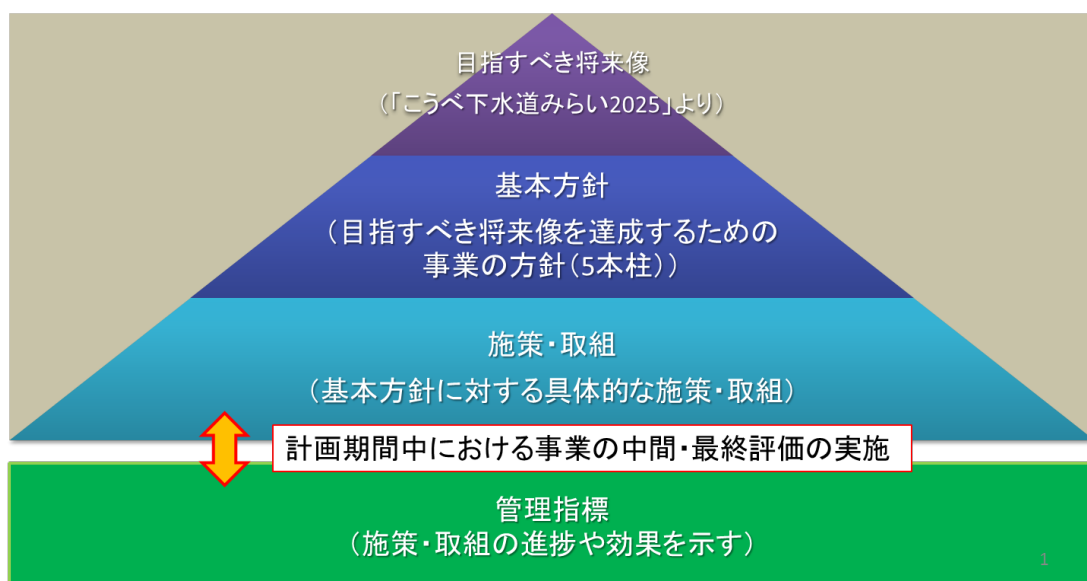 目指すべき将来像
（「こうべ下水道みらい2025」より）
基本方針
（目指すべき将来像を達成するための
事業の方針（5本柱））
施策・取組
（基本方針に対する具体的な施策・取組）
計画期間中における事業の中間・最終評価の実施
管理指標
（施策・取組の進捗や効果を示す）
1